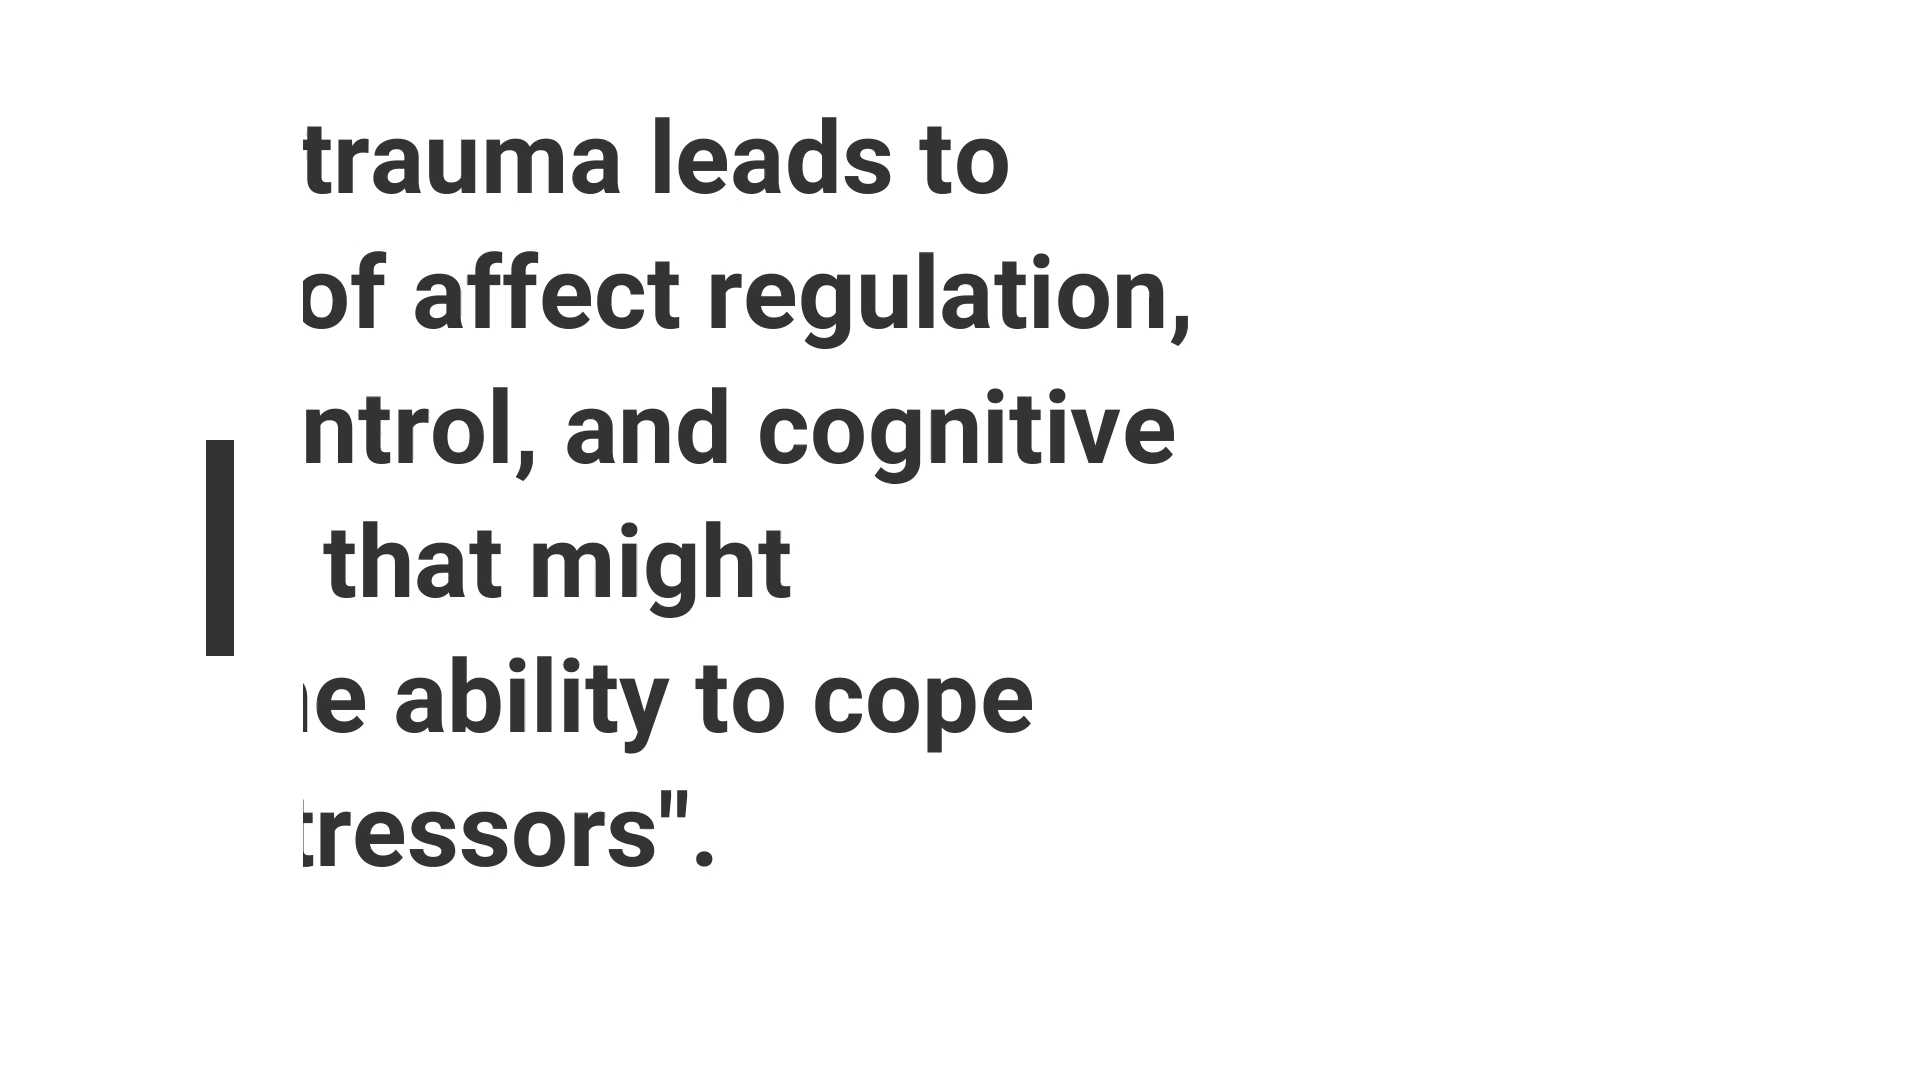 trauma leads to
of affect regulation,
ntrol, and cognitive
that might
e ability to cope
tressors".